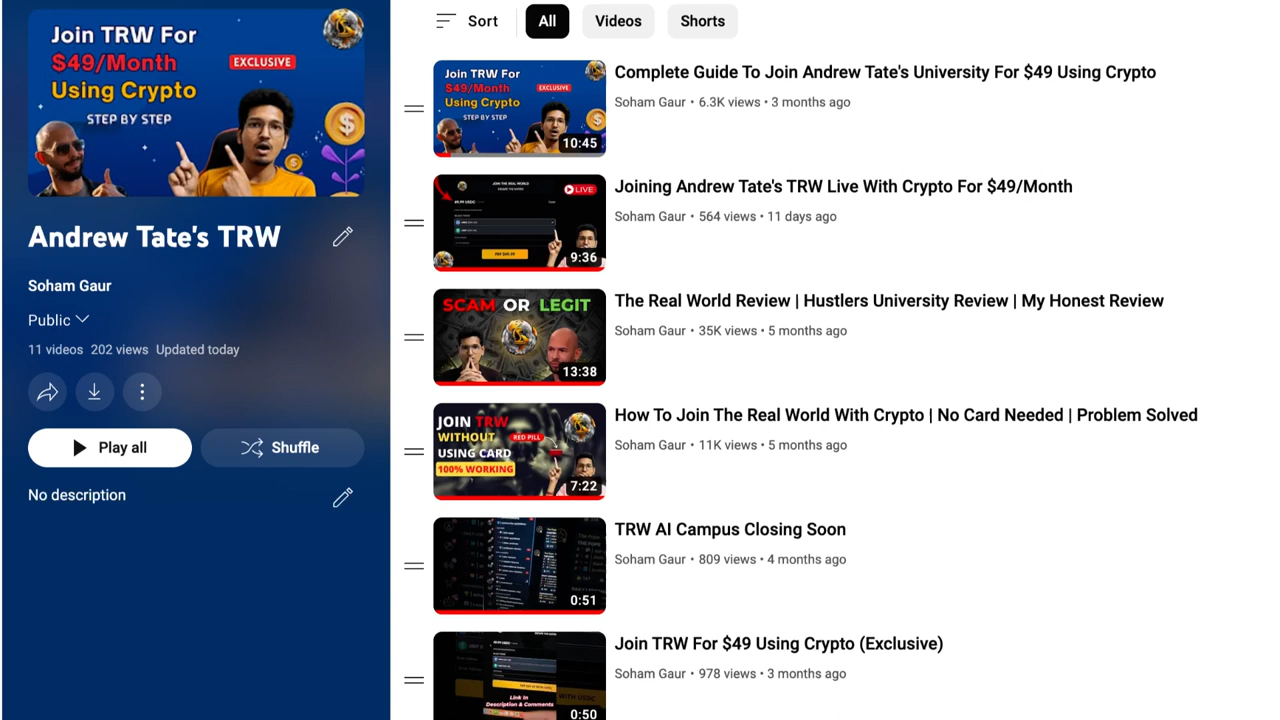 Join TRW For
$49/Month
EXCLUSIVE
Using Crypto
STEP BY STEP
Andrew Tate's TRW
Soham Gaur
Public
11 videos 202 views Updated today
Play all
Shuffle
No description
Sort
All
Videos
Shorts
Join TRW For
$49/Month
EXCLUSIVE
Using Crypto
STEP BY STEP
10:45
Complete Guide To Join Andrew Tate's University For $49 Using Crypto
Soham Gaur • 6.3K views • 3 months ago
JOIN THE REAL WORLD
LIVE
9:36
Joining Andrew Tate's TRW Live With Crypto For $49/Month
Soham Gaur • 564 views • 11 days ago
SCAM OR LEGIT
13:38
The Real World Review | Hustlers University Review | My Honest Review
Soham Gaur • 35K views • 5 months ago
JOIN TRW
WITHOUT
RED PILL
USING CARD
100% WORKING
7:22
How To Join The Real World With Crypto | No Card Needed | Problem Solved
Soham Gaur • 11K views • 5 months ago
0:51
TRW AI Campus Closing Soon
Soham Gaur • 809 views • 4 months ago
WITH USDC
Link In
Description & Comments
0:50
Join TRW For $49 Using Crypto (Exclusive)
Soham Gaur • 978 views • 3 months ago